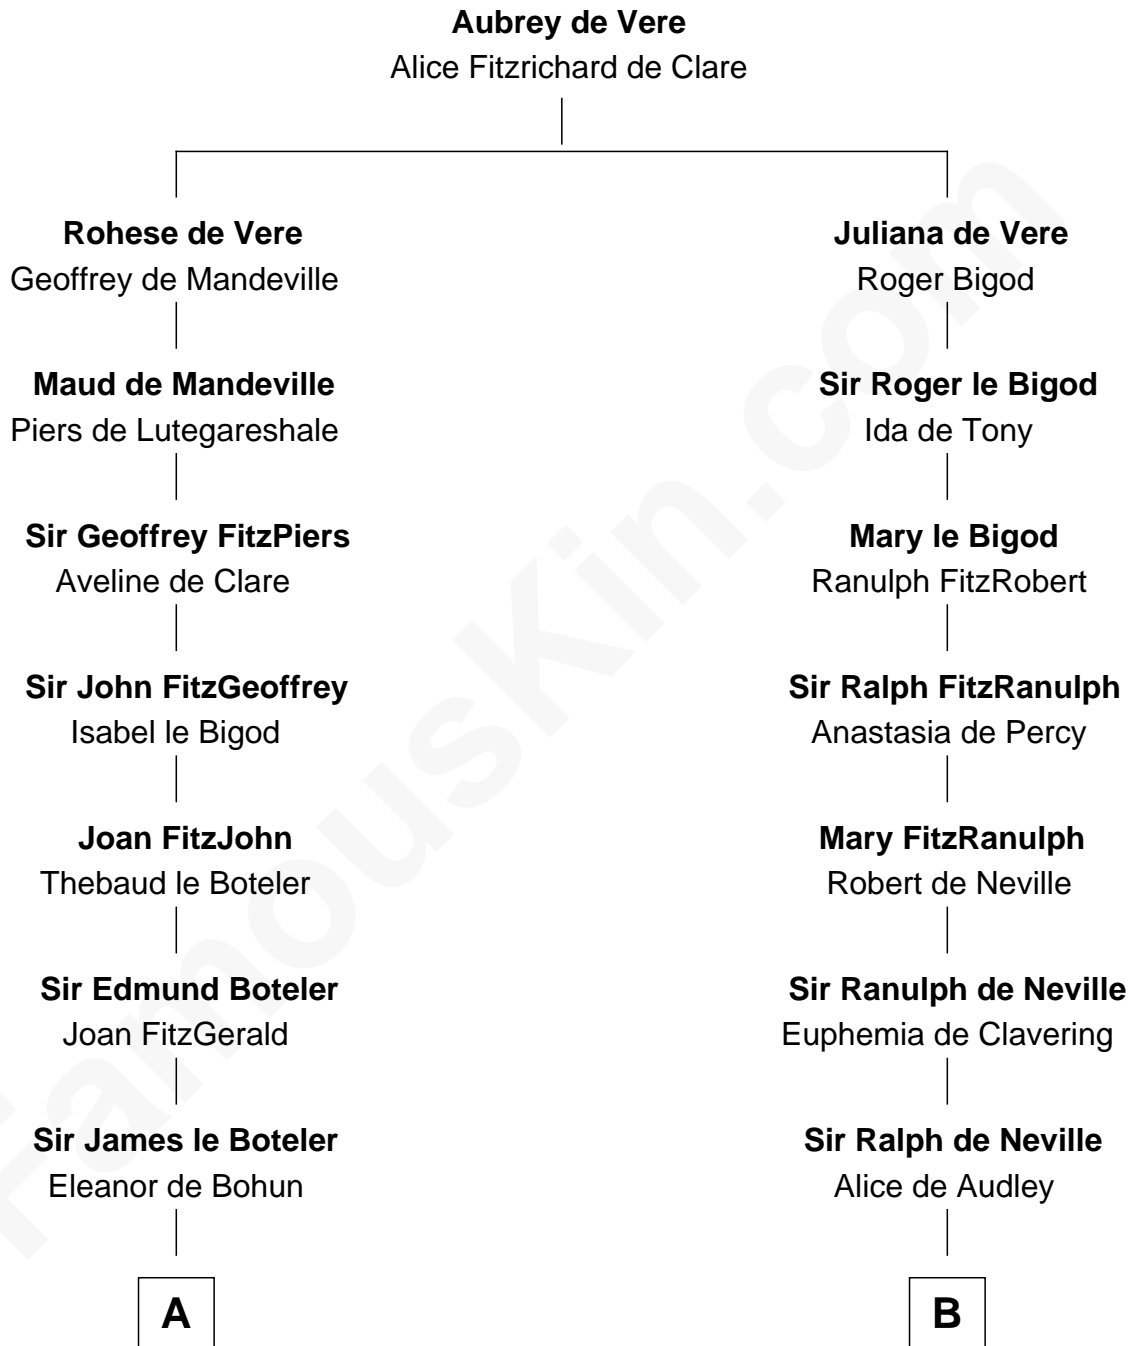 Aubrey de Vere
Alice Fitzrichard de Clare
Rohese de Vere
Geoffrey de Mandeville
Juliana de Vere
Roger Bigod
Maud de Mandeville
Piers de Lutegareshale
Sir Roger le Bigod
Ida de Tony
Sir Geoffrey FitzPiers
Aveline de Clare
Mary le Bigod
Ranulph FitzRobert
Sir John FitzGeoffrey
Isabel le Bigod
Sir Ralph FitzRanulph
Anastasia de Percy
Joan FitzJohn
Thebaud le Boteler
Mary FitzRanulph
Robert de Neville
Sir Edmund Boteler
Joan FitzGerald
Sir Ranulph de Neville
Euphemia de Clavering
Sir James le Boteler
Eleanor de Bohun
Sir Ralph de Neville
Alice de Audley
A
B
FamousKin.com